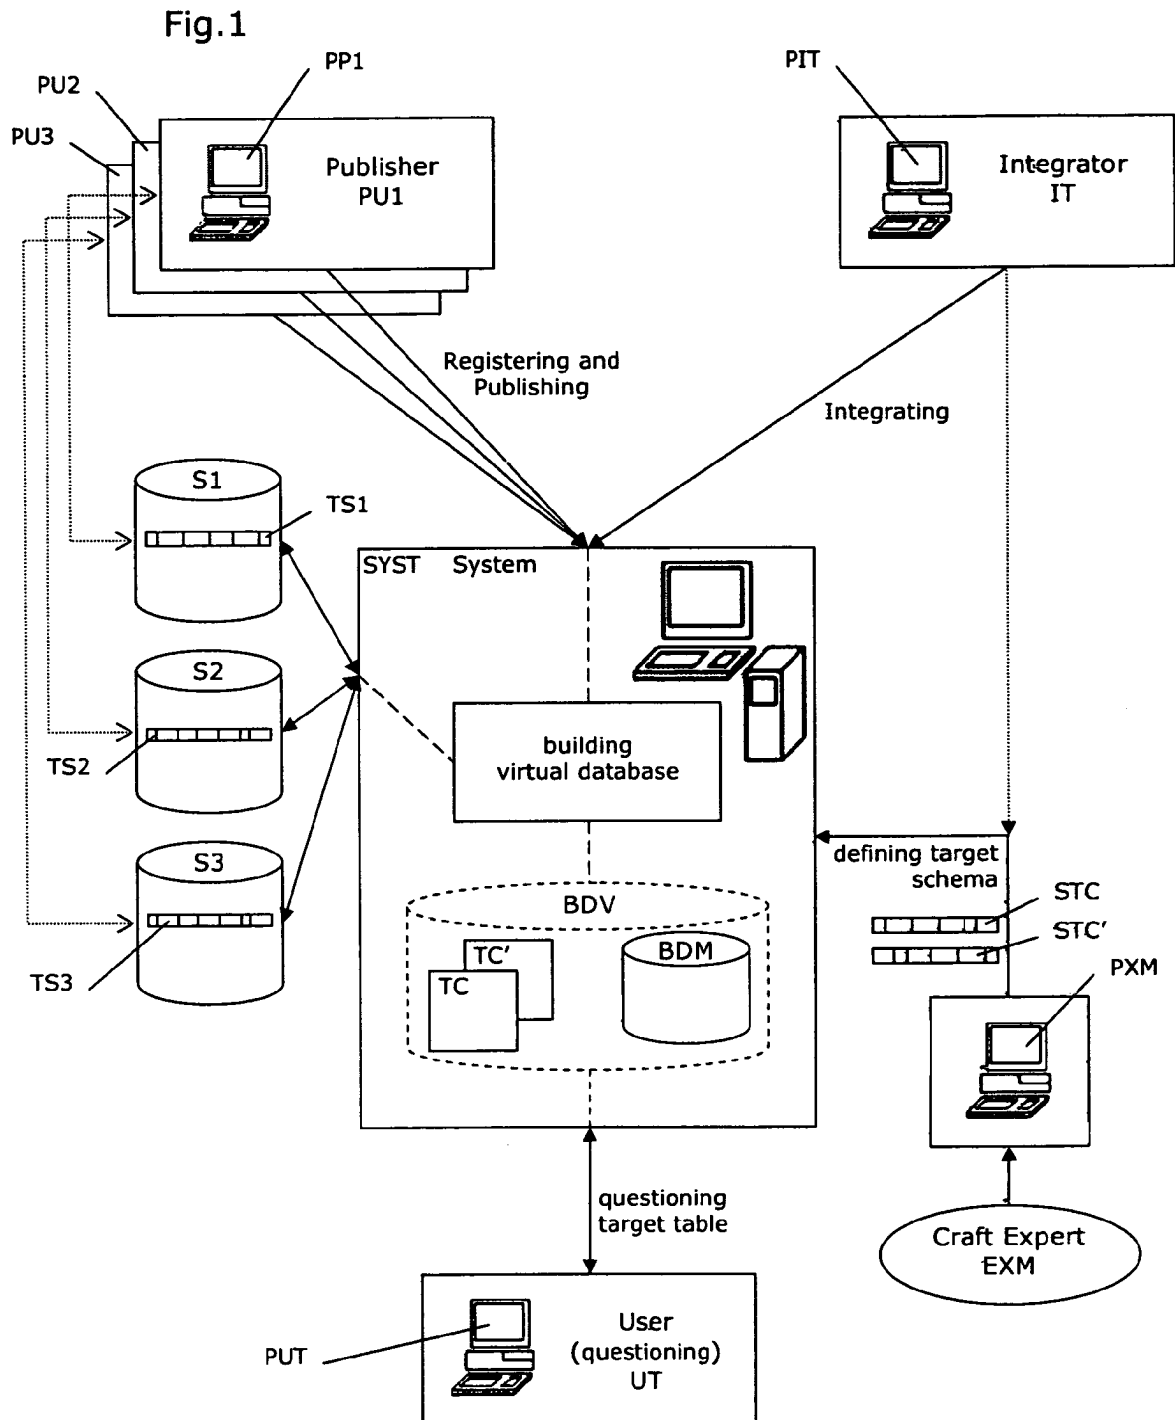 Fig.1
PP1
PIT
PU2
PU3
Publisher
PU1
Integrator
IT
Registering and
Publishing
Integrating
S1
TS1
SYST System
S2
TS2
building
virtual database
S3
TS3
defining target
schema
STC
STC'
PXM
BDV
TC'
TC
BDM
questioning
target table
Craft Expert
EXM
User
(questioning)
UT
PUT